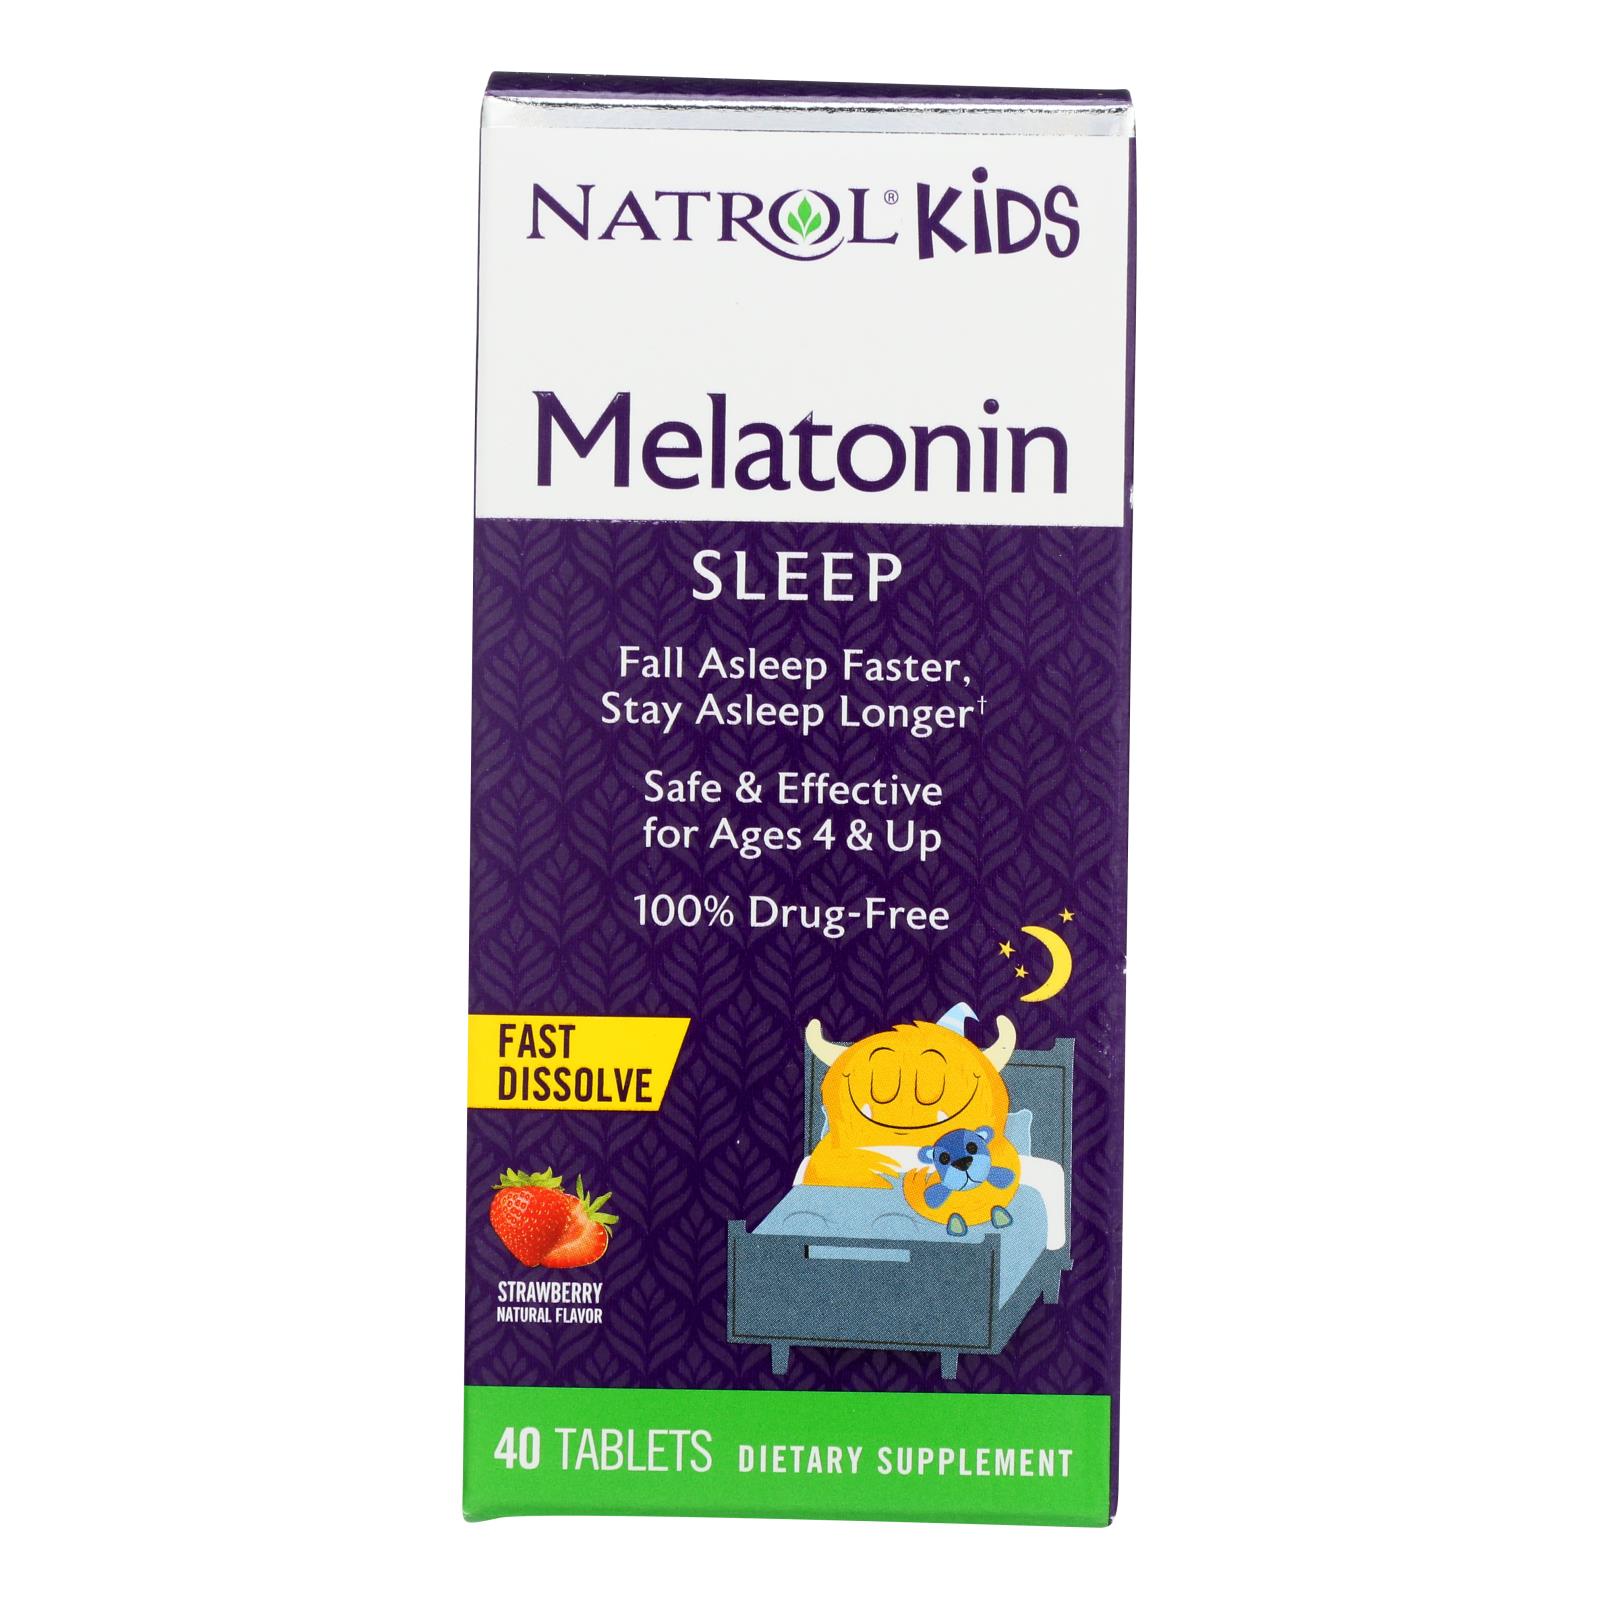 NATROL® KiDS
Melatonin
SLEEP
Fall Asleep Faster,
Stay Asleep Longer†
Safe & Effective
for Ages 4 & Up
100% Drug-Free
FAST
DISSOLVE
STRAWBERRY
NATURAL FLAVOR
40 TABLETS DIETARY SUPPLEMENT